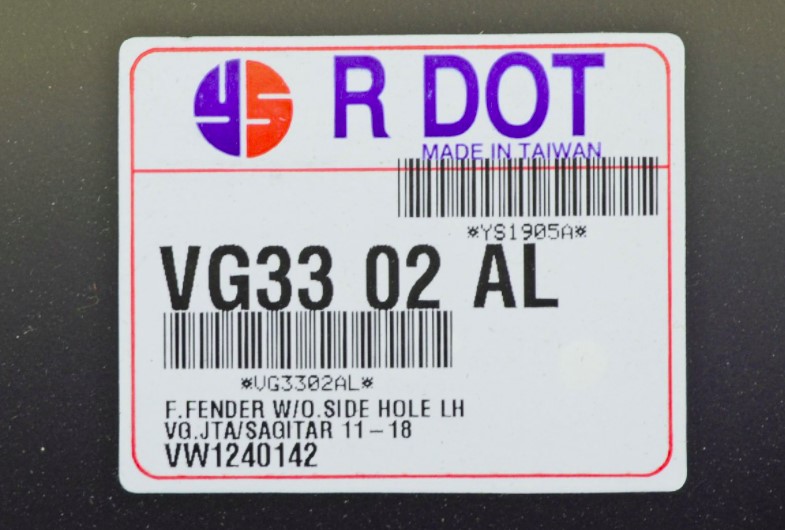 YS R DOT
MADE IN TAIWAN
*YS1905A*
VG33 02 AL
*VG3302AL*
F.FENDER W/O.SIDE HOLE LH
VG.JTA/SAGITAR 11-18
VW1240142